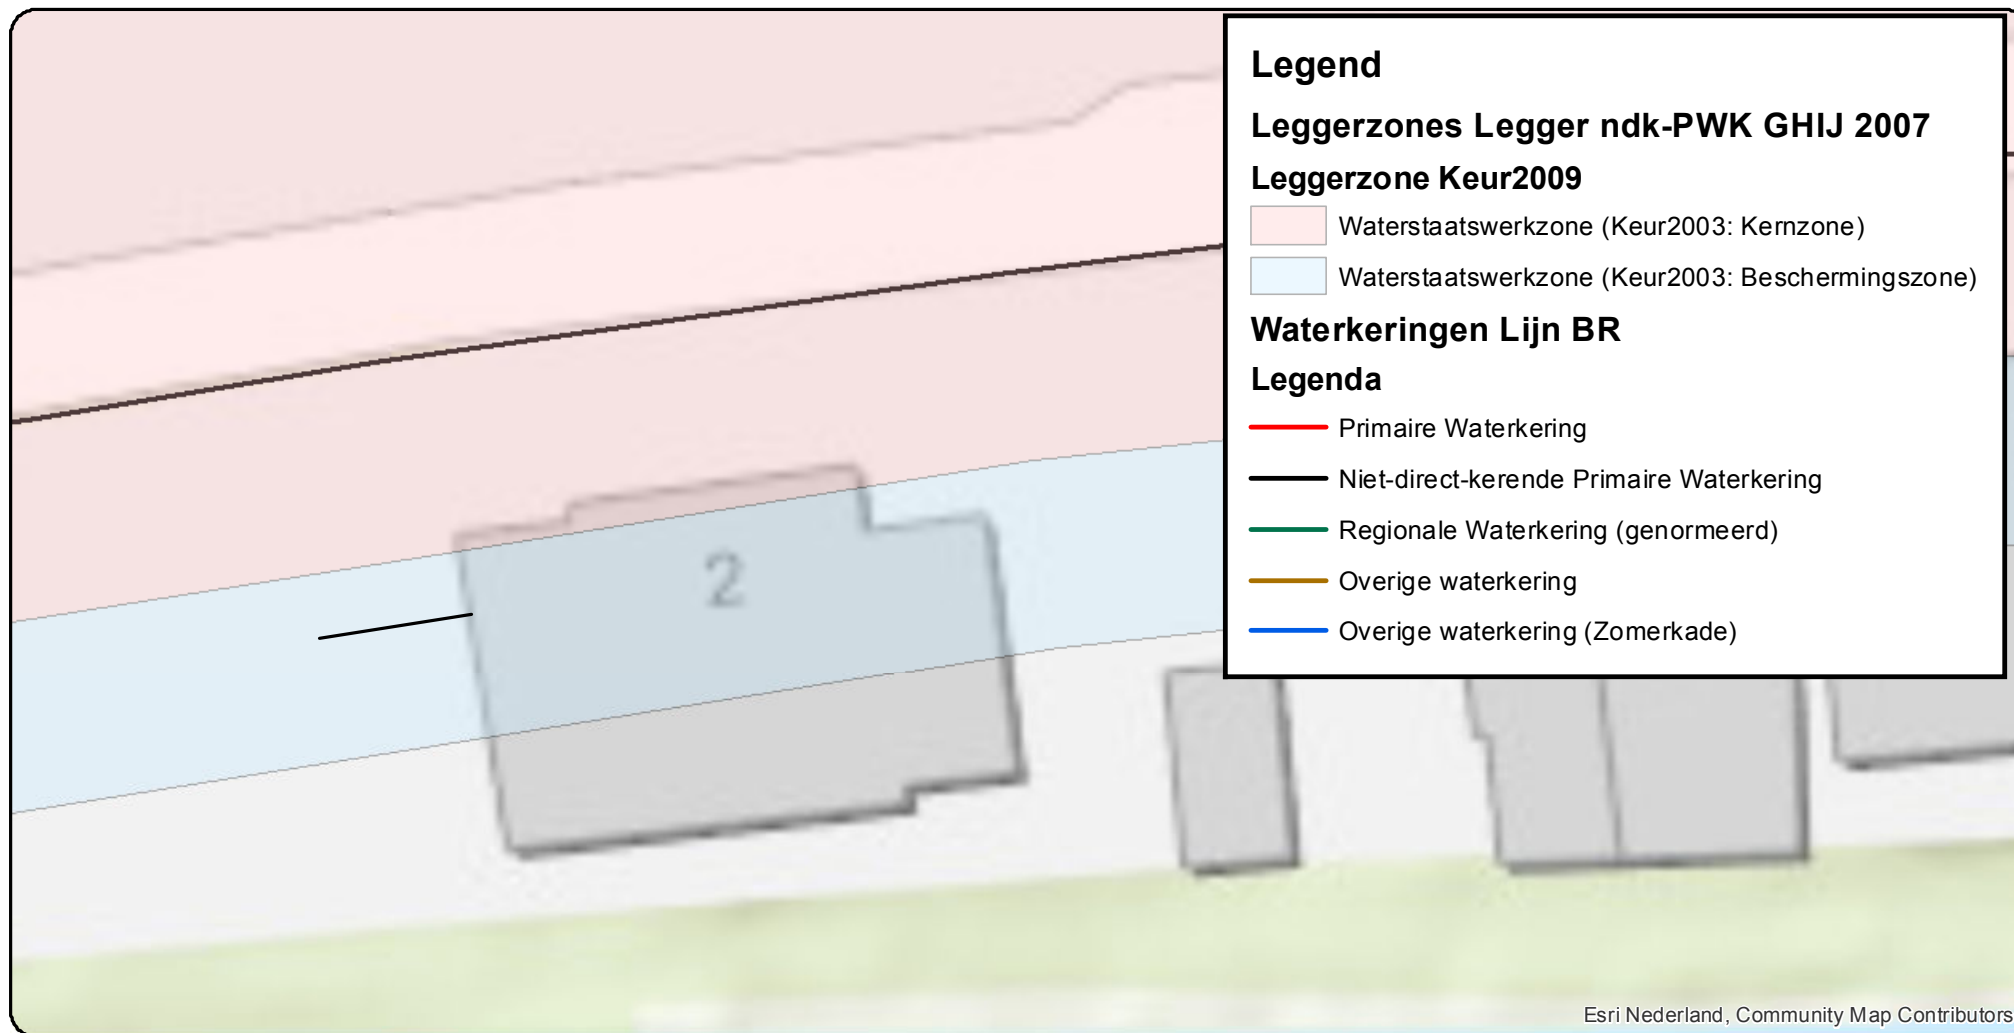 Legend
Leggerzones Legger ndk-PWK GHIJ 2007
Leggerzone Keur2009
Waterstaatswerkzone (Keur2003: Kernzone)
Waterstaatswerkzone (Keur2003: Beschermingszone)
Waterkeringen Lijn BR
Legenda
Primaire Waterkering
Niet-direct-kerende Primaire Waterkering
Regionale Waterkering (genormeerd)
Overige waterkering
Overige waterkering (Zomerkade)
2
Esri Nederland, Community Map Contributors